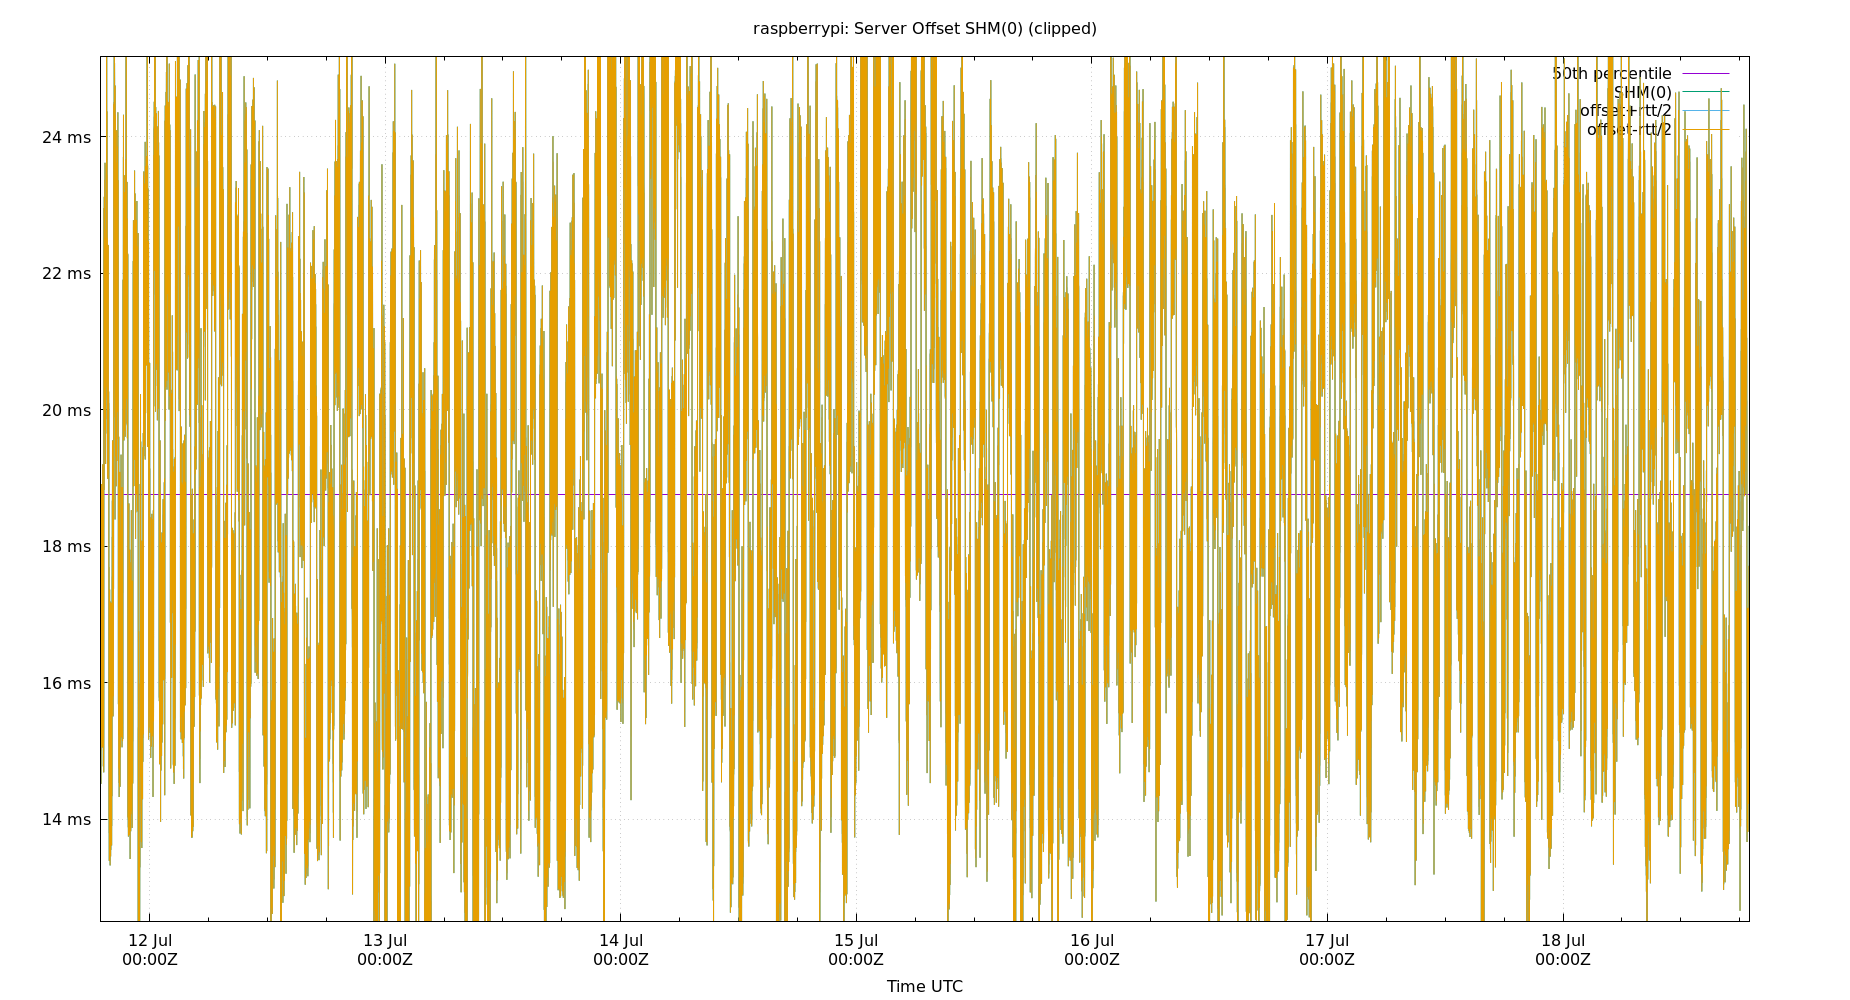 raspberrypi: Server Offset SHM(0) (clipped)
50th percentile
SHM(0)
offset+rtt/2
offset-rtt/2
24 ms
22 ms
20 ms
18 ms
16 ms
14 ms
12 Jul 13 Jul 14 Jul 15 Jul 16 Jul 17 Jul 18 Jul
00:00Z 00:00Z 00:00Z 00:00Z 00:00Z 00:00Z 00:00Z
Time UTC